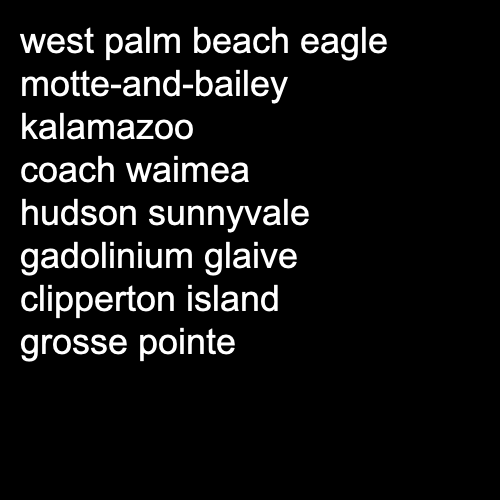 west palm beach eagle
motte-and-bailey
kalamazoo
coach waimea
hudson sunnyvale
gadolinium glaive
clipperton island
grosse pointe